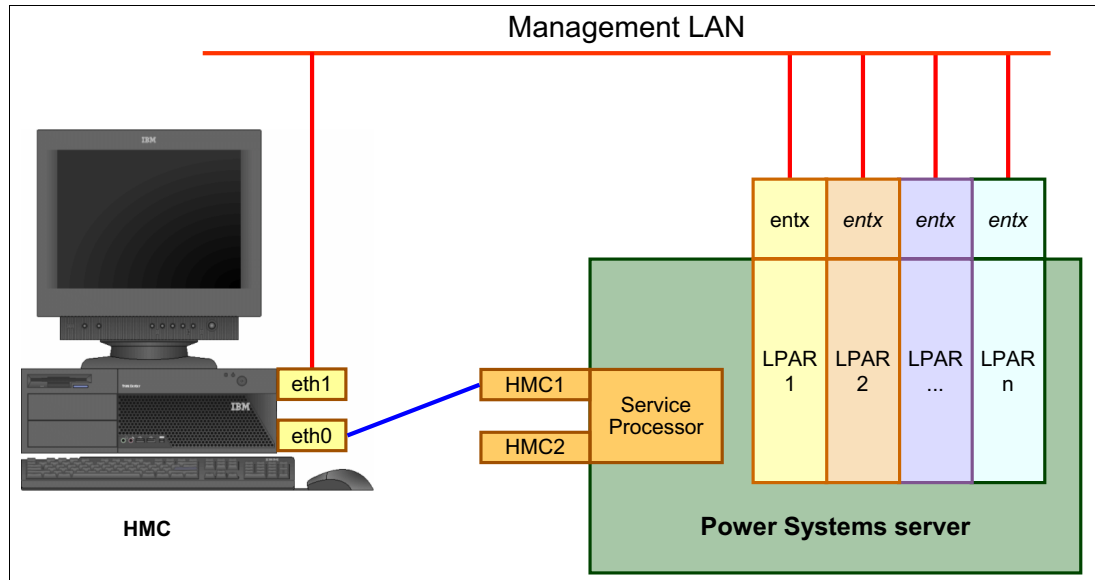 Management LAN
IBM
entx
entx
entx
entx
eth1
eth0
IBM
HMC1
HMC2
Service
Processor
LPAR
1
LPAR
2
LPAR
...
LPAR
n
HMC
Power Systems server